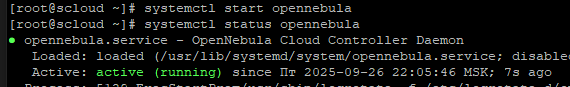 [root@scloud ~]# systemctl start opennebula
[root@scloud ~]# systemctl status opennebula
● opennebula.service - OpenNebula Cloud Controller Daemon
Loaded: loaded (/usr/lib/systemd/system/opennebula.service; disable
Active: active (running) since Пт 2025-09-26 22:05:46 MSK; 7s ago